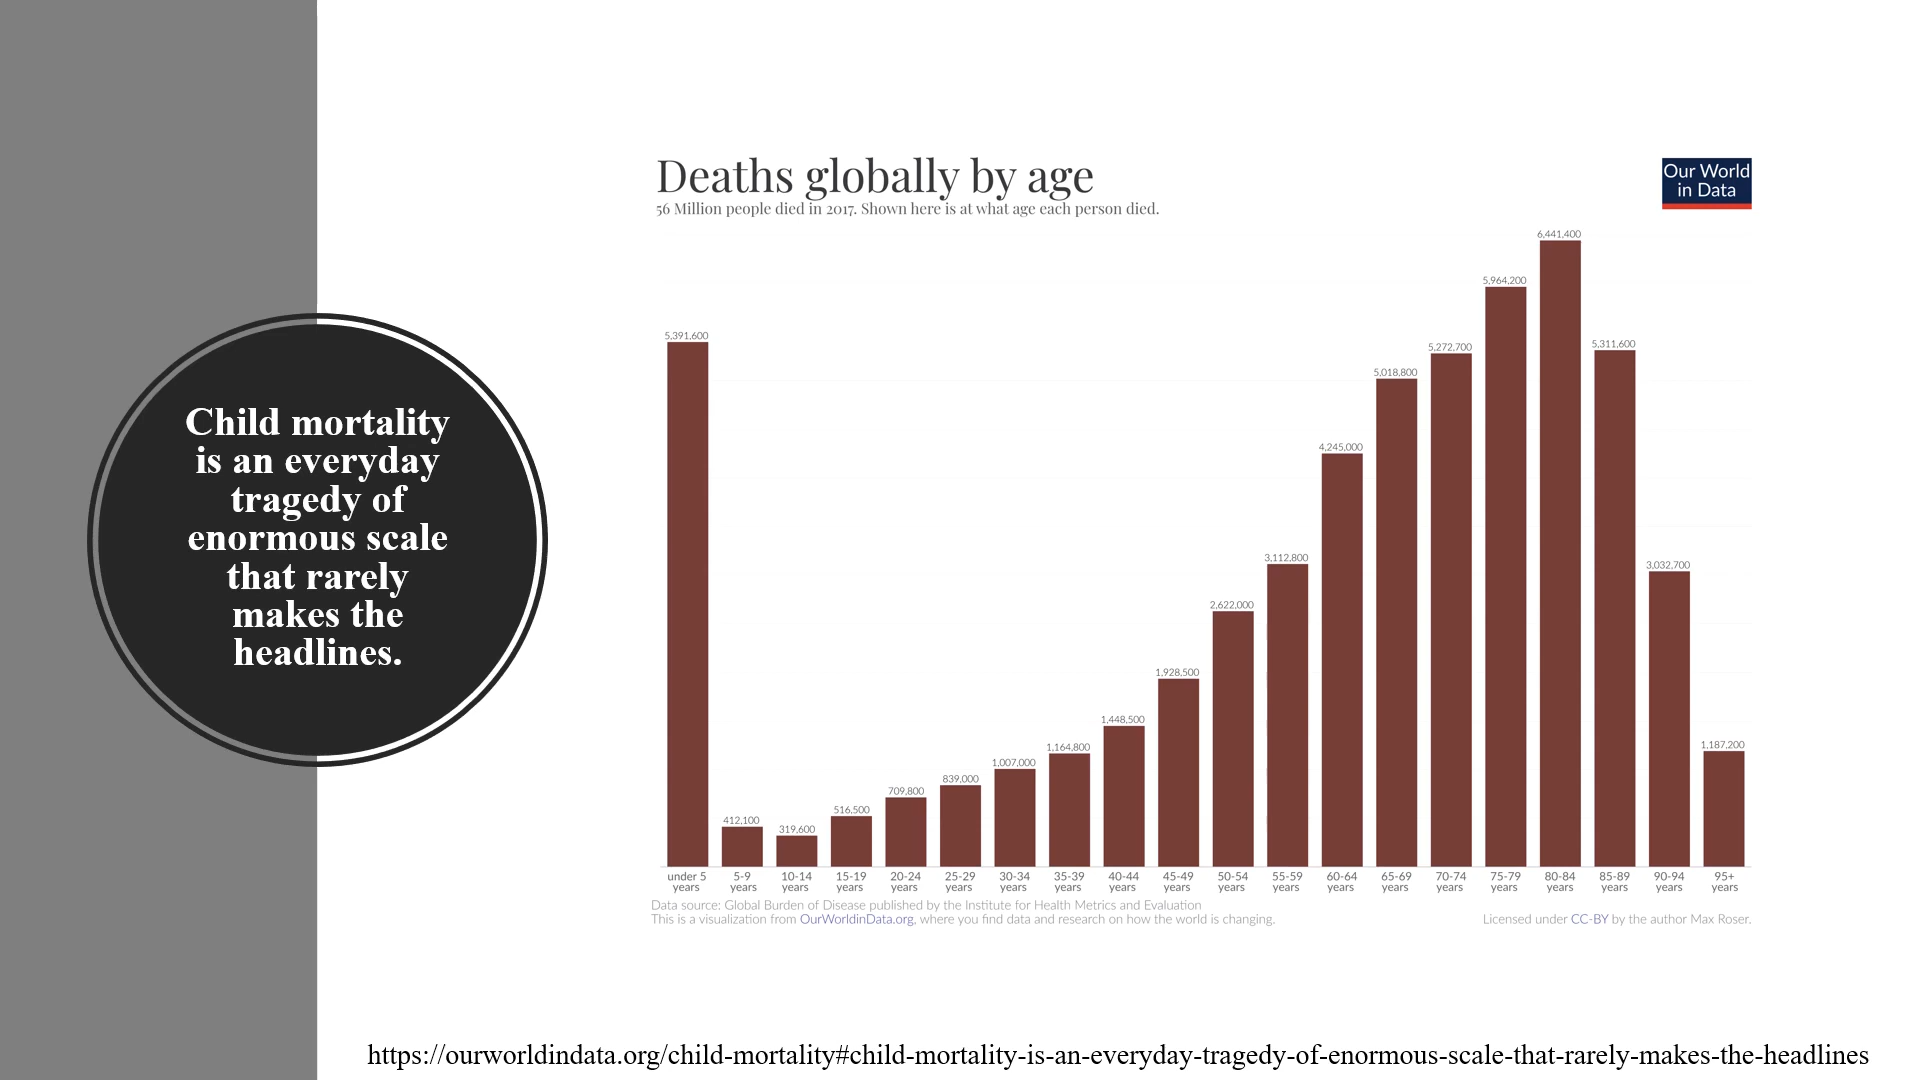 Child mortality
is an everyday
tragedy of
enormous scale
that rarely
makes the
headlines.
Deaths globally by age
56 Million people died in 2017. Shown here is at what age each person died.
Our World
in Data
5,391,600
412,100
319,600
516,500
709,800
839,000
1,007,000
1,164,800
1,448,500
1,928,500
2,622,000
3,112,800
4,245,000
5,018,800
5,272,700
5,964,200
6,441,400
5,311,600
3,032,700
1,187,200
under 5 years
5-9 years
10-14 years
15-19 years
20-24 years
25-29 years
30-34 years
35-39 years
40-44 years
45-49 years
50-54 years
55-59 years
60-64 years
65-69 years
70-74 years
75-79 years
80-84 years
85-89 years
90-94 years
95+ years
Data source: Global Burden of Disease published by the Institute for Health Metrics and Evaluation
This is a visualization from OurWorldinData.org, where you find data and research on how the world is changing.
Licensed under CC-BY by the author Max Roser.
https://ourworldindata.org/child-mortality#child-mortality-is-an-everyday-tragedy-of-enormous-scale-that-rarely-makes-the-headlines